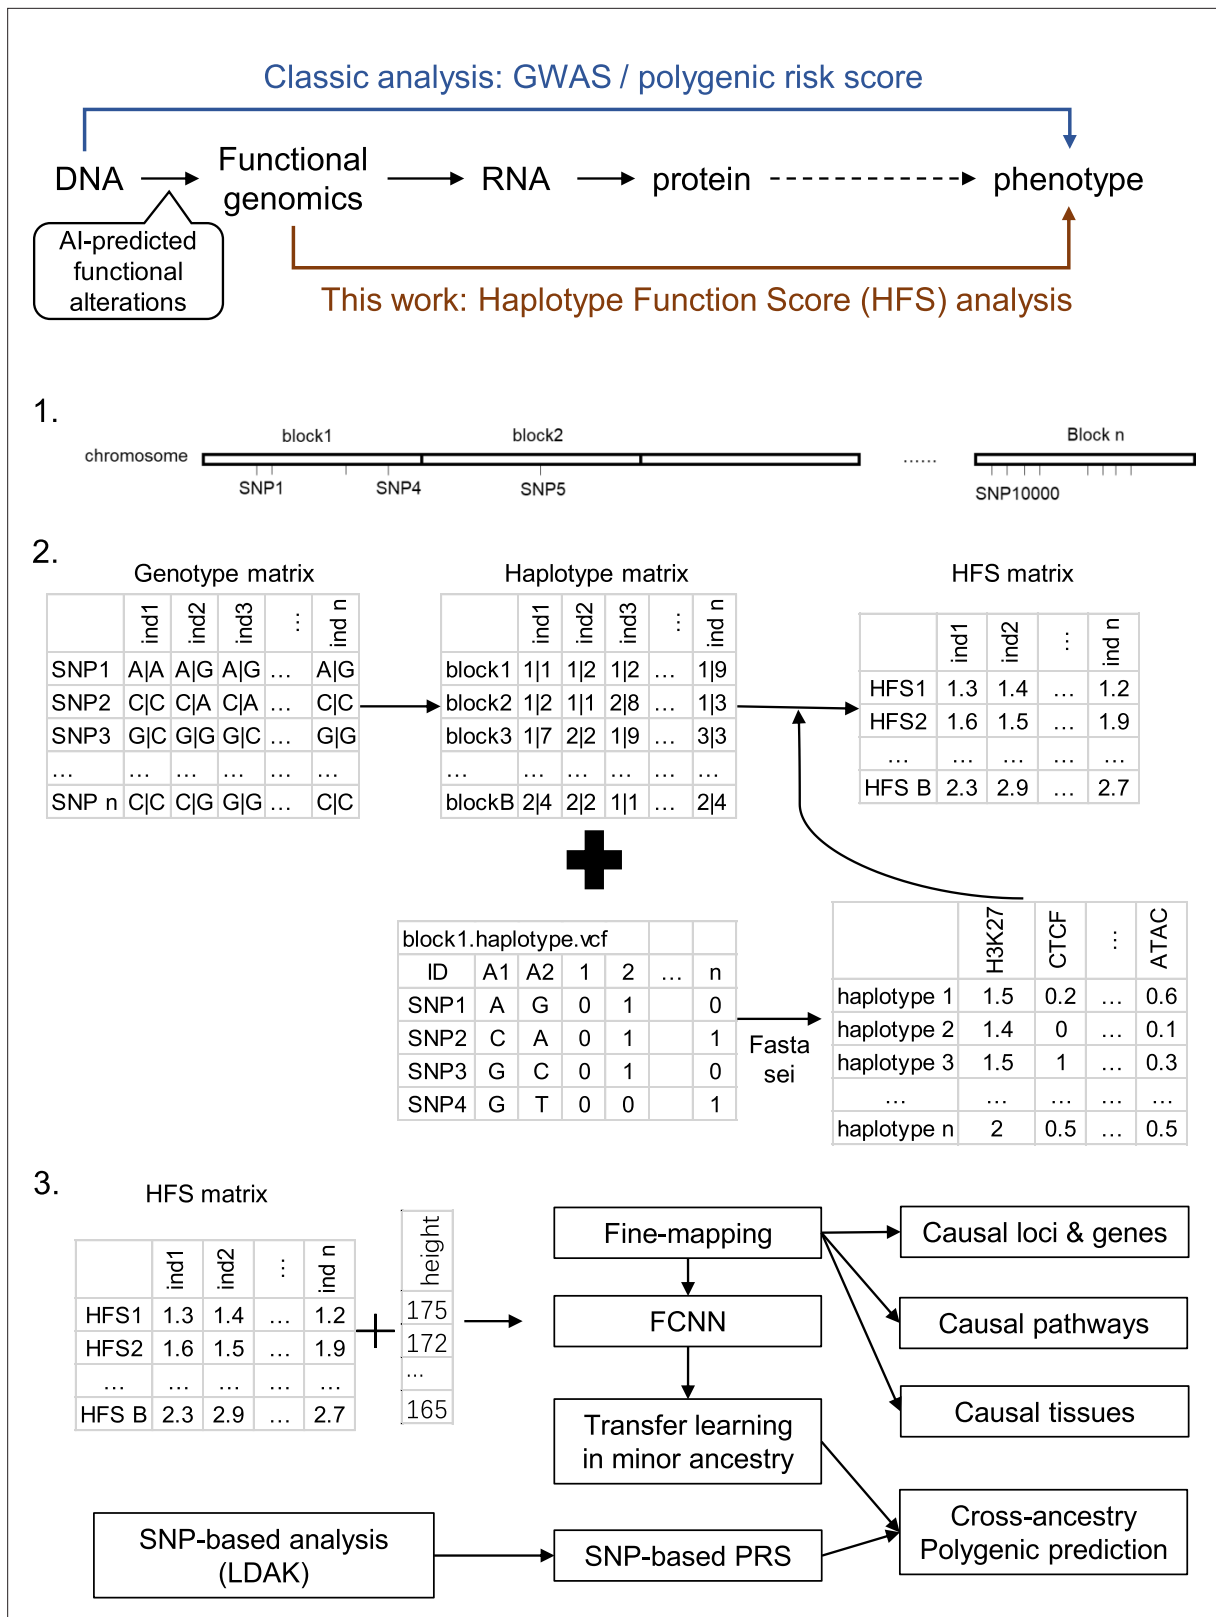 Classic analysis: GWAS / polygenic risk score
DNA
Functional
genomics
RNA
protein
phenotype
AI-predicted
functional
alterations
This work: Haplotype Function Score (HFS) analysis
1.
block1
block2
Block n
chromosome
......
SNP1
SNP4
SNP5
SNP10000
2.
Genotype matrix
ind1 ind2 ind3 ... ind n
SNP1 A|A A|G A|G ... A|G
SNP2 C|C C|A C|A ... C|C
SNP3 G|C G|G G|C ... G|G
... ... ... ... ... ...
SNP n C|C C|G G|G ... C|C
Haplotype matrix
ind1 ind2 ind3 ... ind n
block1 1|1 1|2 1|2 ... 1|9
block2 1|2 1|1 2|8 ... 1|3
block3 1|7 2|2 1|9 ... 3|3
... ... ... ... ... ...
blockB 2|4 2|2 1|1 ... 2|4
HFS matrix
ind1 ind2 ... ind n
HFS1 1.3 1.4 ... 1.2
HFS2 1.6 1.5 ... 1.9
... ... ... ... ...
HFS B 2.3 2.9 ... 2.7
block1.haplotype.vcf
ID A1 A2 1 2 ... n
SNP1 A G 0 1 0
SNP2 C A 0 1 1
SNP3 G C 0 1 0
SNP4 G T 0 0 1
Fasta
sei
H3K27 CTCF ... ATAC
haplotype 1 1.5 0.2 ... 0.6
haplotype 2 1.4 0 ... 0.1
haplotype 3 1.5 1 ... 0.3
... ... ... ... ...
haplotype n 2 0.5 ... 0.5
3.
HFS matrix
ind1 ind2 ... ind n
HFS1 1.3 1.4 ... 1.2
HFS2 1.6 1.5 ... 1.9
... ... ... ... ...
HFS B 2.3 2.9 ... 2.7
height
175
172
...
165
Fine-mapping
FCNN
Transfer learning
in minor ancestry
Causal loci & genes
Causal pathways
Causal tissues
SNP-based analysis
(LDAK)
SNP-based PRS
Cross-ancestry
Polygenic prediction